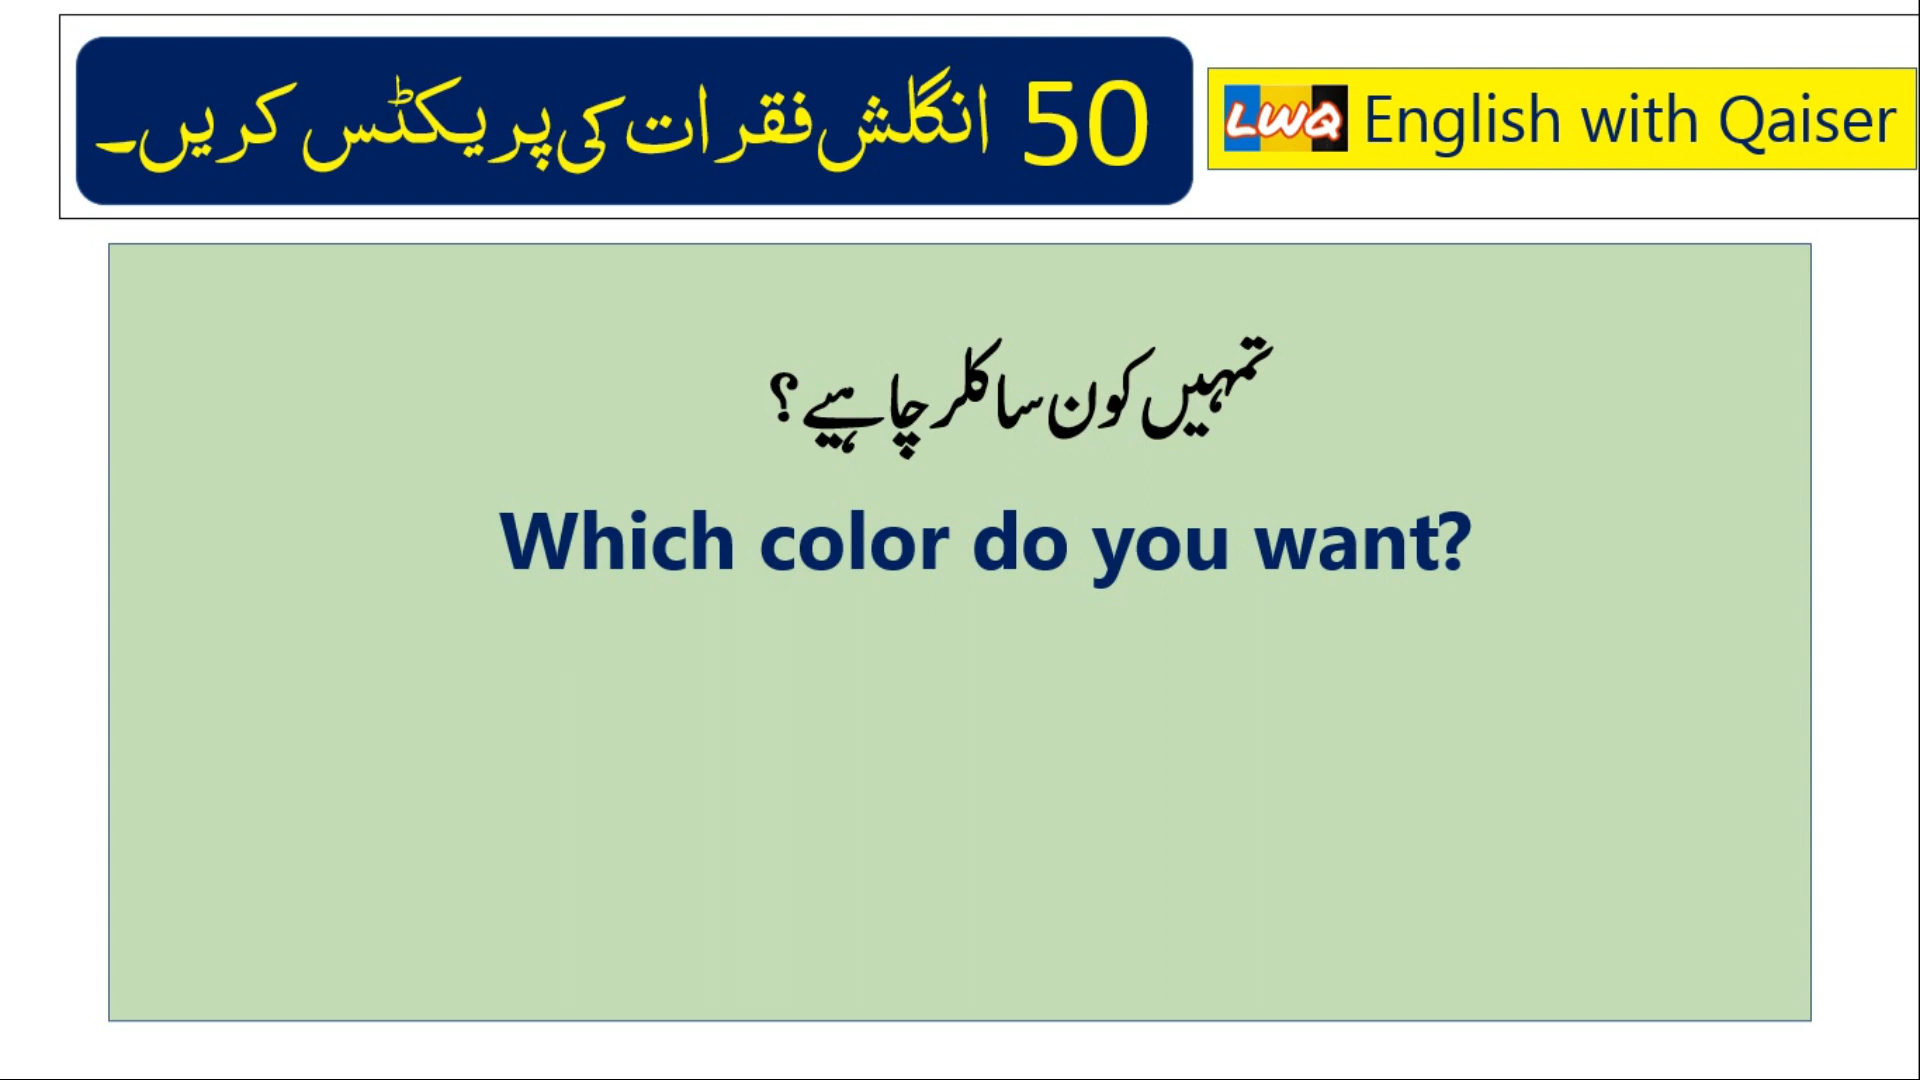 50 انگلش فقرات کی پریکٹس کریں۔
LWQ English with Qaiser
تمہیں کون سا کلر چاہیے؟
Which color do you want?